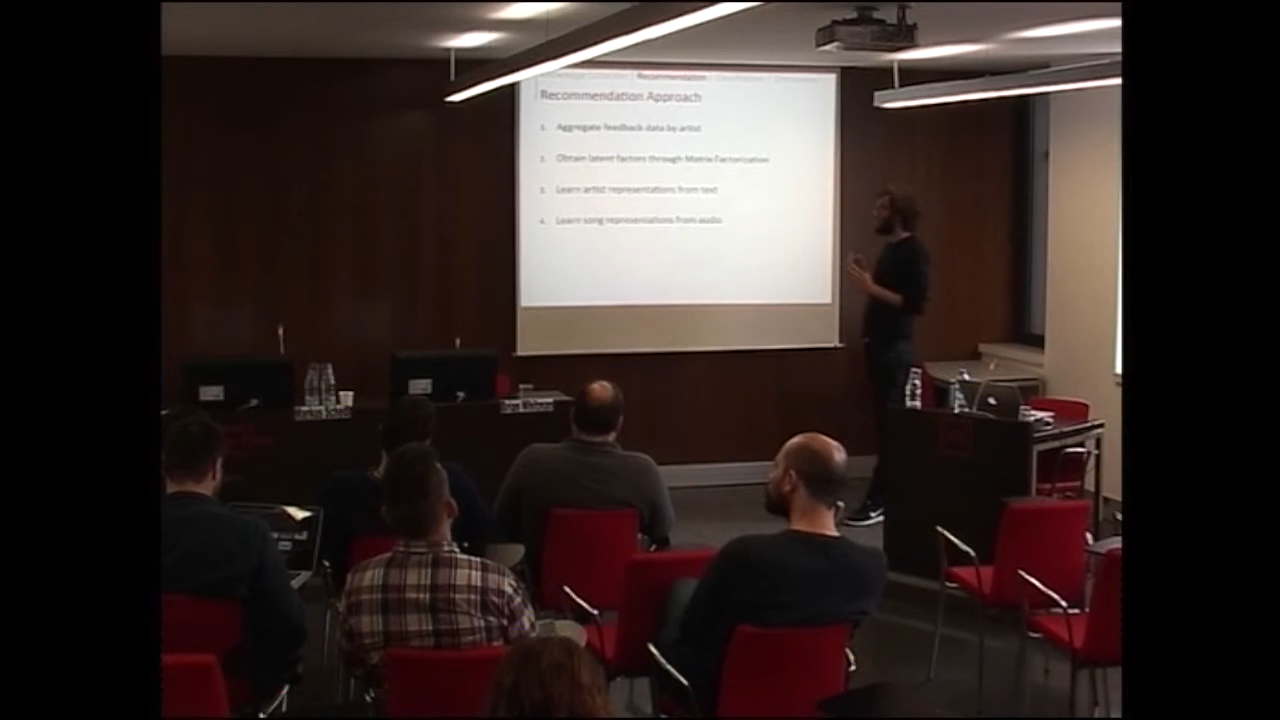 Recommendation
Recommendation Approach
1. Aggregate feedback data by artist
2. Obtain latent factors through Matrix Factorization
3. Learn artist representations from text
4. Learn song representations from audio